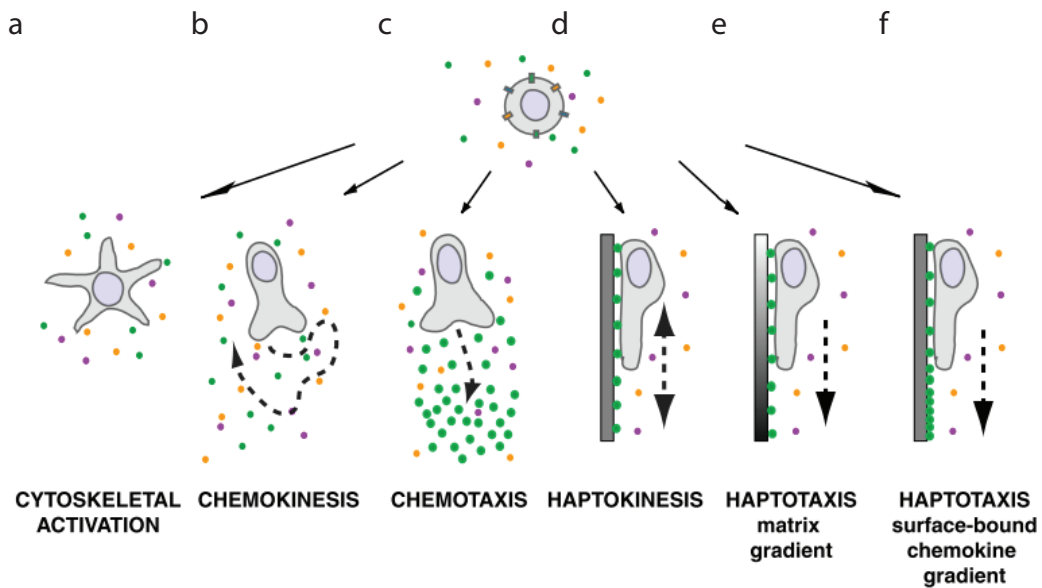 a b c d e f
CYTOSKELETAL CHEMOKINESIS CHEMOTAXIS HAPTOKINESIS HAPTOTAXIS HAPTOTAXIS
ACTIVATION matrix surface-bound
gradient chemokine
gradient